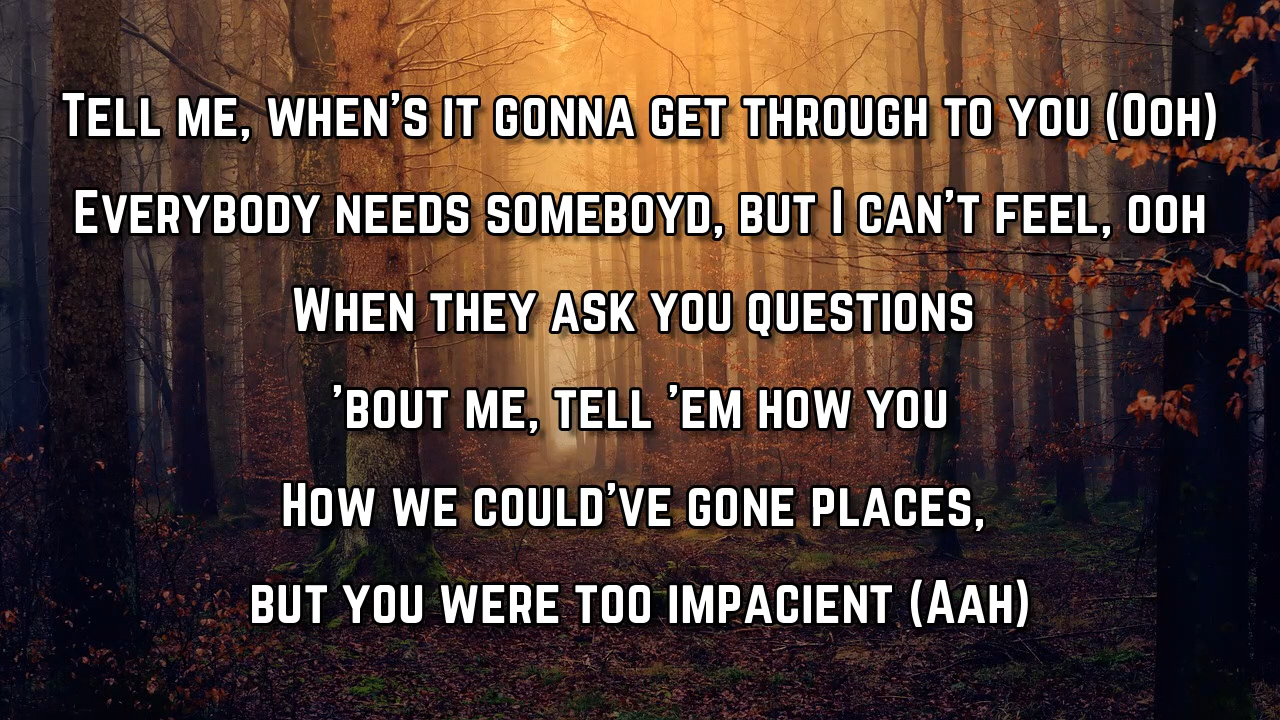 Tell me, when's it gonna get through to you (Ooh)
Everybody needs someboyd, but I can't feel, ooh
When they ask you questions
'bout me, tell 'em how you
How we could've gone places,
but you were too impacient (Aah)